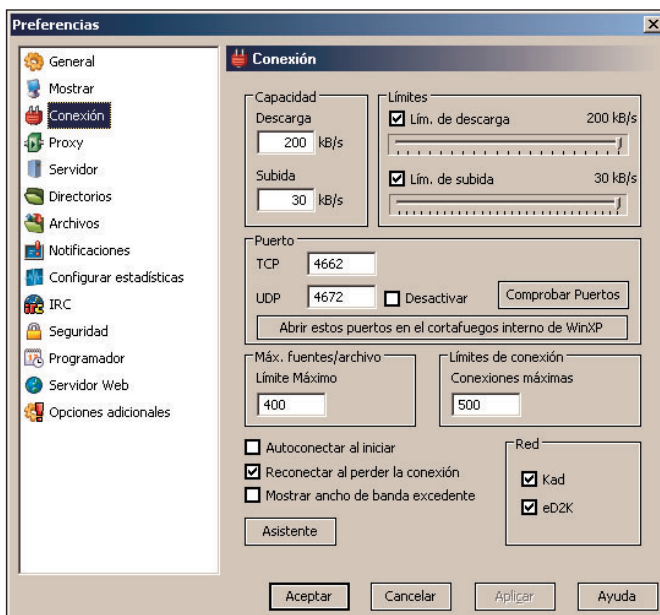 Preferencias
General
Mostrar
Conexión
Proxy
Servidor
Directorios
Archivos
Notificaciones
Configurar estadísticas
IRC
Seguridad
Programador
Servidor Web
Opciones adicionales
Conexión
Capacidad
Descarga
200 kB/s
Subida
30 kB/s
Límites
Lím. de descarga 200 kB/s
Lím. de subida 30 kB/s
Puerto
TCP 4662
UDP 4672 Desactivar Comprobar Puertos
Abrir estos puertos en el cortafuegos interno de WinXP
Máx. fuentes/archivo
Límite Máximo
400
Límites de conexión
Conexiones máximas
500
Autoconectar al iniciar
Reconectar al perder la conexión
Mostrar ancho de banda excedente
Asistente
Red
Kad
eD2K
Aceptar Cancelar Aplicar Ayuda